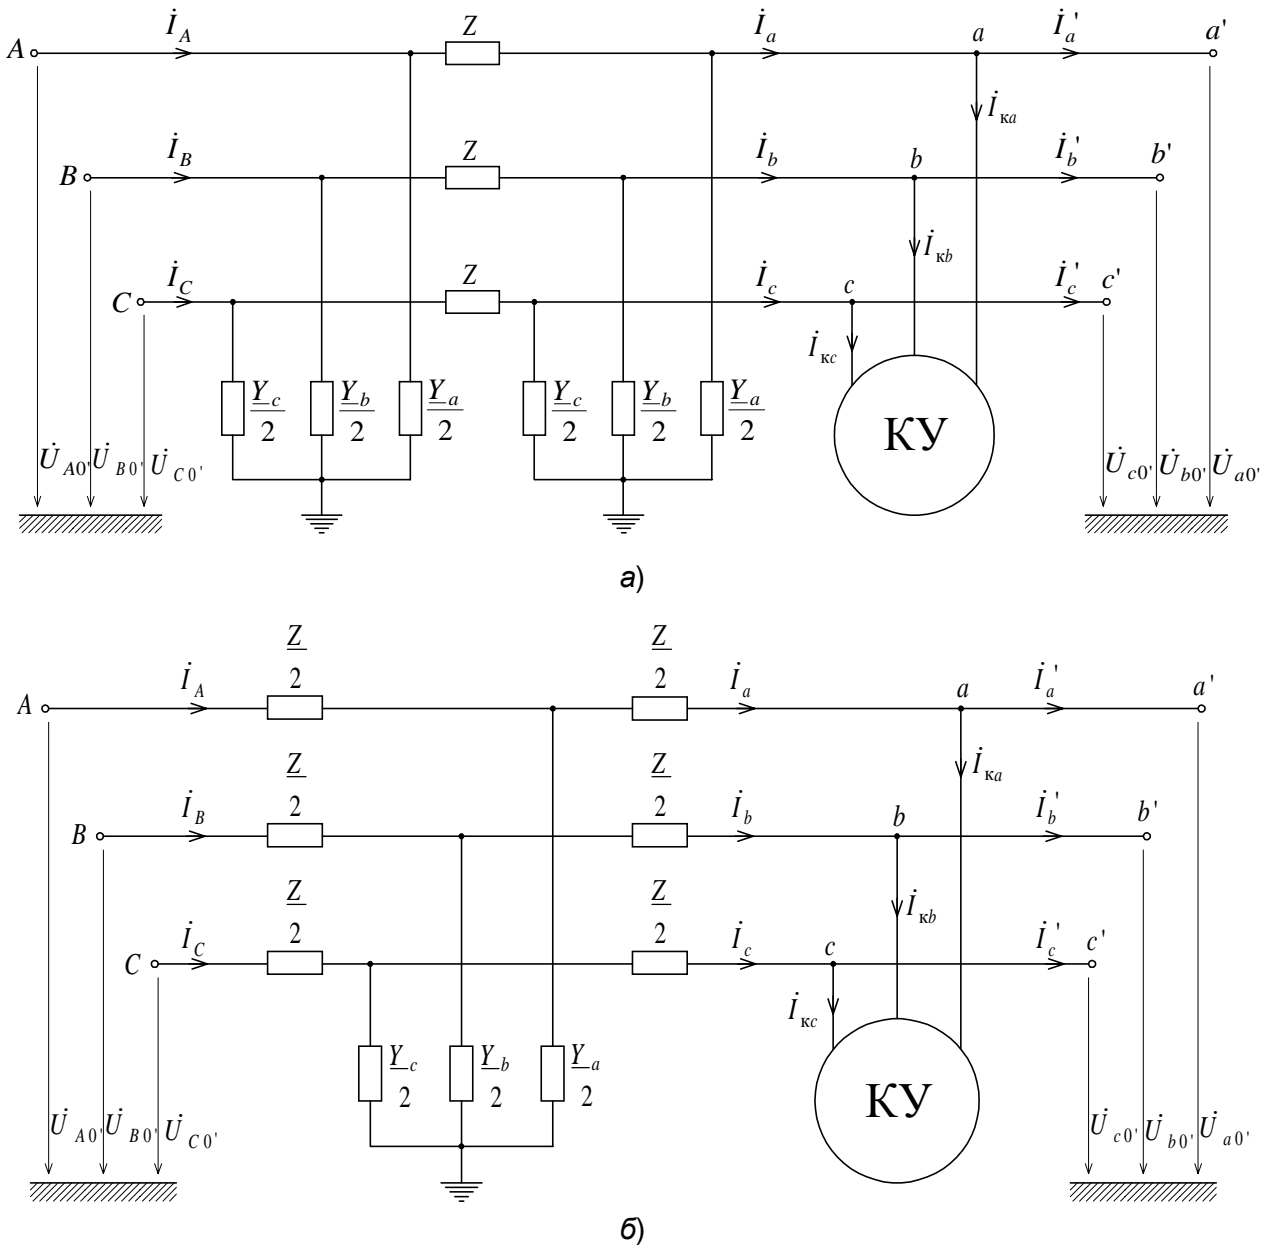 İ_A Z İ_a a İ_a' a'
A
İ_кa
İ_B Z İ_b b İ_b' b'
B
İ_кb
İ_C Z İ_c c İ_c' c'
C
İ_кc
Y_c/2 Y_b/2 Y_a/2 Y_c/2 Y_b/2 Y_a/2
КУ
U̇_A0' U̇_B0' U̇_C0' U̇_c0' U̇_b0' U̇_a0'
а)
Z/2 Z/2
A İ_A İ_a a İ_a' a'
İ_кa
Z/2 Z/2
B İ_B İ_b b İ_b' b'
İ_кb
Z/2 Z/2
C İ_C İ_c c İ_c' c'
İ_кc
Y_c/2 Y_b/2 Y_a/2
КУ
U̇_A0' U̇_B0' U̇_C0' U̇_c0' U̇_b0' U̇_a0'
б)